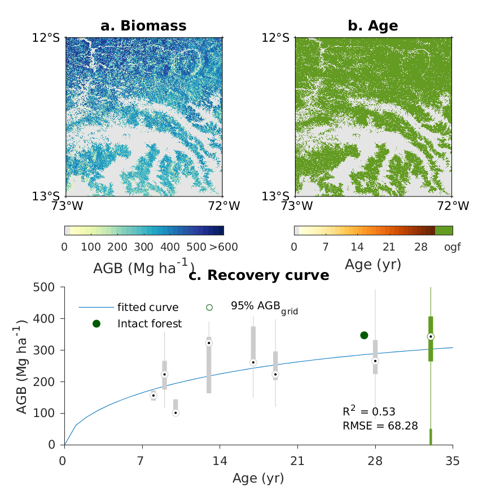 a. Biomass
b. Age
12°S
13°S
73°W
72°W
12°S
13°S
73°W
72°W
0 100 200 300 400 500 >600
AGB (Mg ha-1)
0 7 14 21 28 ogf
Age (yr)
c. Recovery curve
fitted curve
95% AGBgrid
Intact forest
R2 = 0.53
RMSE = 68.28
500
400
300
200
100
0
AGB (Mg ha-1)
0 7 14 21 28 35
Age (yr)